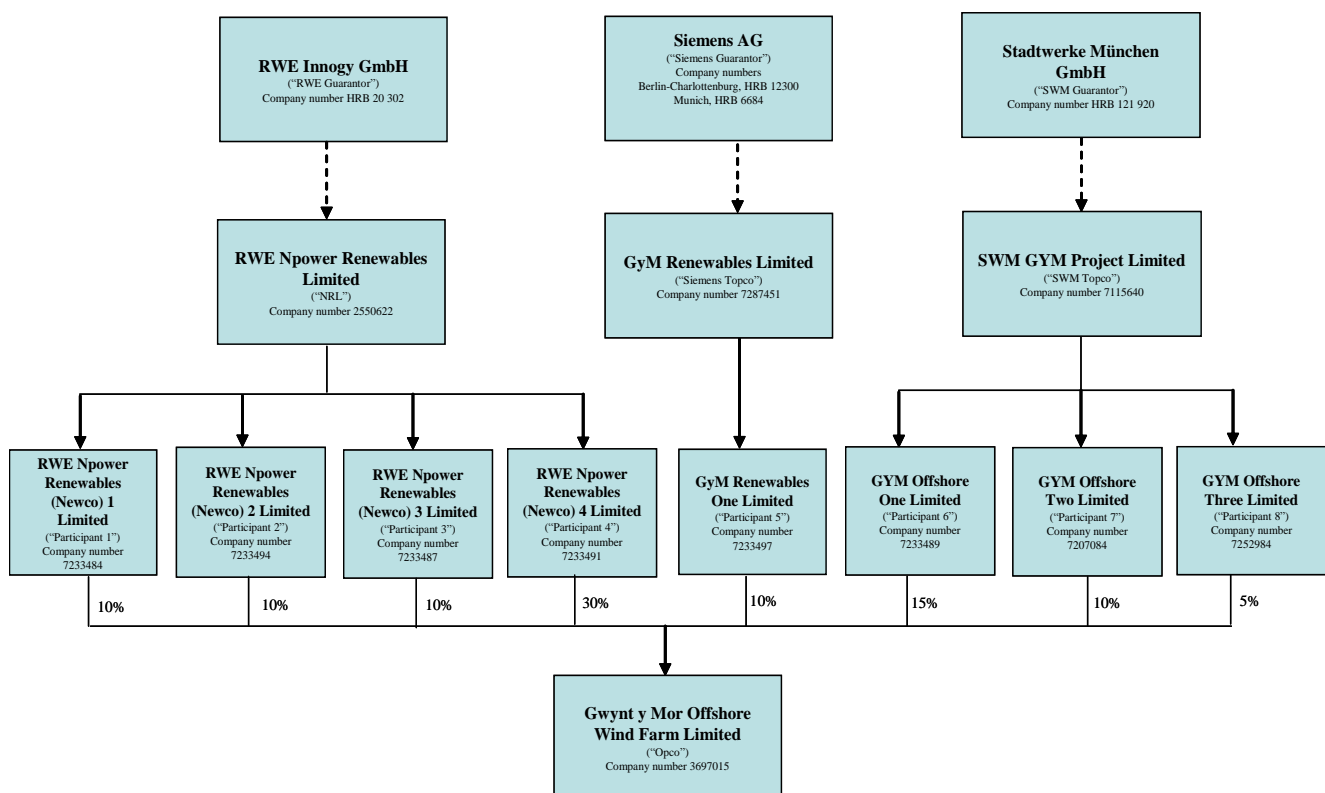 RWE Innogy GmbH
(“RWE Guarantor”)
Company number HRB 20 302
Siemens AG
(“Siemens Guarantor”)
Company numbers
Berlin-Charlottenburg, HRB 12300
Munich, HRB 6684
Stadtwerke München
GmbH
(“SWM Guarantor”)
Company number HRB 121 920
RWE Npower Renewables
Limited
(“NRL”)
Company number 2550622
GyM Renewables Limited
(“Siemens Topco”)
Company number 7287451
SWM GYM Project Limited
(“SWM Topco”)
Company number 7115640
RWE Npower
Renewables
(Newco) 1
Limited
(“Participant 1”)
Company number
7233484
RWE Npower
Renewables
(Newco) 2 Limited
(“Participant 2”)
Company number
7233494
RWE Npower
Renewables
(Newco) 3 Limited
(“Participant 3”)
Company number
7233487
RWE Npower
Renewables
(Newco) 4 Limited
(“Participant 4”)
Company number
7233491
GyM Renewables
One Limited
(“Participant 5”)
Company number
7233497
GYM Offshore
One Limited
(“Participant 6”)
Company number
7233489
GYM Offshore
Two Limited
(“Participant 7”)
Company number
7207084
GYM Offshore
Three Limited
(“Participant 8”)
Company number
7252984
10%
10%
10%
30%
10%
15%
10%
5%
Gwynt y Mor Offshore
Wind Farm Limited
(“Opco”)
Company number 3697015